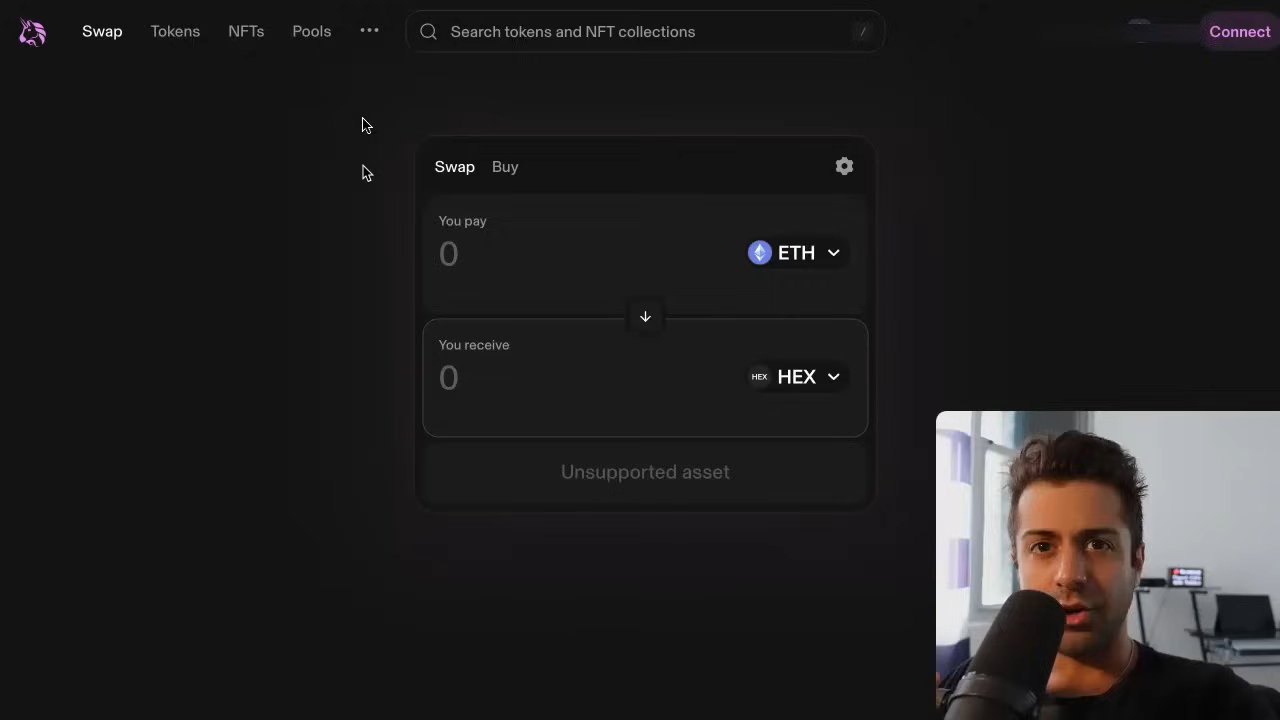 Swap Tokens NFTs Pools ••• Search tokens and NFT collections / Connect
Swap Buy
You pay
0 ETH
You receive
0 HEX HEX
Unsupported asset